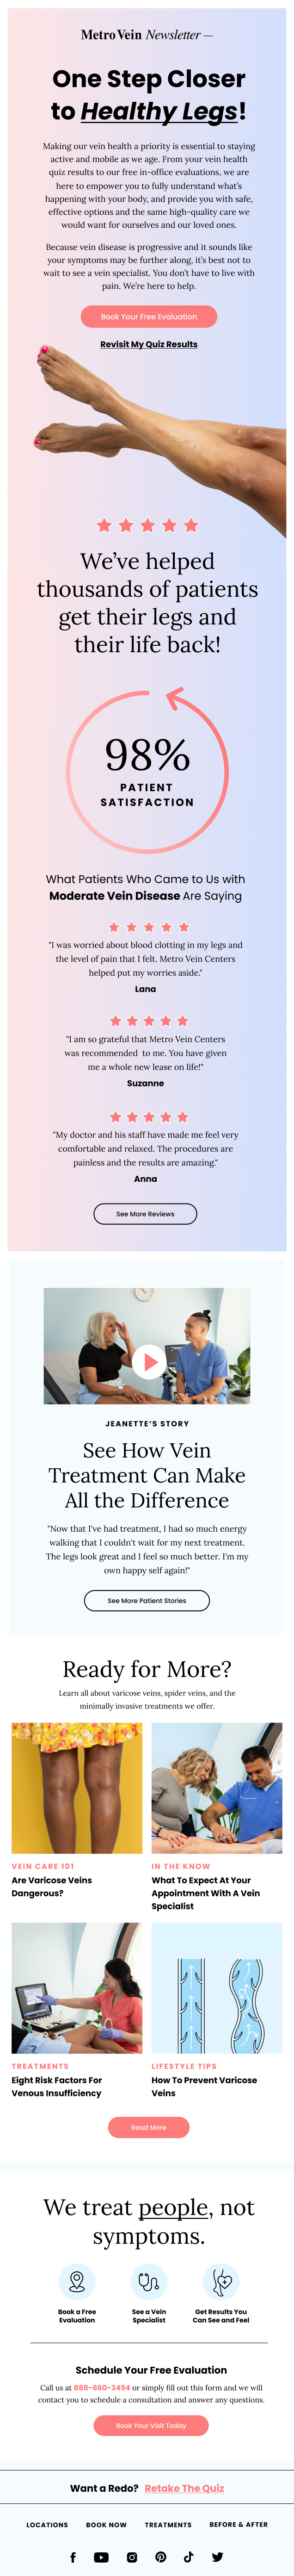 MetroVein Newsletter —
One Step Closer
to Healthy Legs!
Making our vein health a priority is essential to staying
active and mobile as we age. From your vein health
quiz results to our free in-office evaluations, we are
here to empower you to fully understand what's
happening with your body, and provide you with safe,
effective options and the same high-quality care we
would want for ourselves and our loved ones.
Because vein disease is progressive and it sounds like
your symptoms may be further along, it's best not to
wait to see a vein specialist. You don't have to live with
pain. We're here to help.
Book Your Free Evaluation
Revisit My Quiz Results
We've helped
thousands of patients
get their legs and
their life back!
98%
PATIENT
SATISFACTION
What Patients Who Came to Us with
Moderate Vein Disease Are Saying
"I was worried about blood clotting in my legs and
the level of pain that I felt. Metro Vein Centers
helped put my worries aside."
Lana
"I am so grateful that Metro Vein Centers
was recommended to me. You have given
me a whole new lease on life!"
Suzanne
"My doctor and his staff have made me feel very
comfortable and relaxed. The procedures are
painless and the results are amazing."
Anna
See More Reviews
JEANETTE'S STORY
See How Vein
Treatment Can Make
All the Difference
"Now that I've had treatment, I had so much energy
walking that I couldn't wait for my next treatment.
The legs look great and I feel so much better. I'm my
own happy self again!"
See More Patient Stories
Ready for More?
Learn all about varicose veins, spider veins, and the
minimally invasive treatments we offer.
VEIN CARE 101
Are Varicose Veins
Dangerous?
IN THE KNOW
What To Expect At Your
Appointment With A Vein
Specialist
TREATMENTS
Eight Risk Factors For
Venous Insufficiency
LIFESTYLE TIPS
How To Prevent Varicose
Veins
Read More
We treat people, not
symptoms.
Book a Free
Evaluation
See a Vein
Specialist
Get Results You
Can See and Feel
Schedule Your Free Evaluation
Call us at 888-660-3494 or simply fill out this form and we will
contact you to schedule a consultation and answer any questions.
Book Your Visit Today
Want a Redo? Retake The Quiz
LOCATIONS BOOK NOW TREATMENTS BEFORE & AFTER